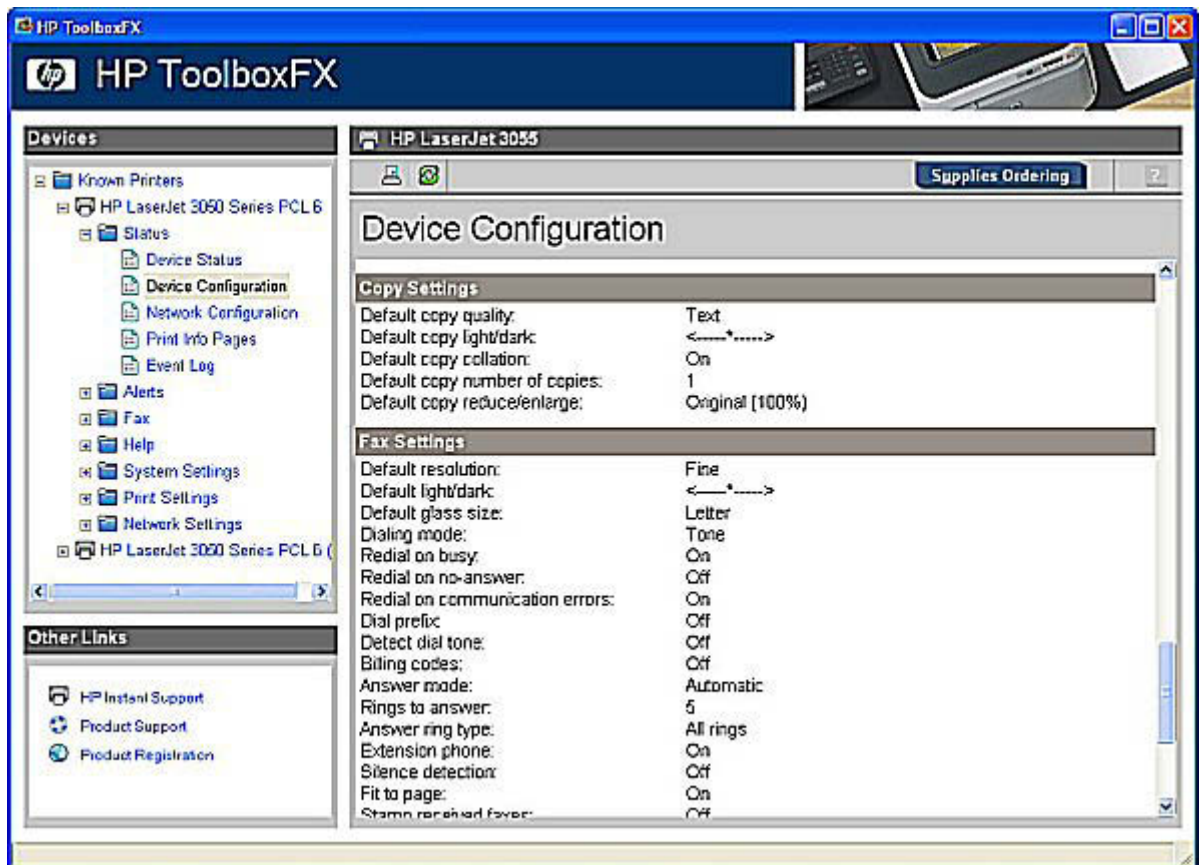 HP ToolboxFX
hp HP ToolboxFX
Devices
Known Printers
HP LaserJet 3050 Series PCL 6
Status
Device Status
Device Configuration
Network Configuration
Print Info Pages
Event Log
Alerts
Fax
Help
System Settings
Print Settings
Network Settings
HP LaserJet 3050 Series PCL 6 (
Other Links
HP Instant Support
Product Support
Product Registration
HP LaserJet 3055
Supplies Ordering ?
Device Configuration
Copy Settings
Default copy quality: Text
Default copy light/dark: <-----*----->
Default copy collation: On
Default copy number of copies: 1
Default copy reduce/enlarge: Original (100%)
Fax Settings
Default resolution: Fine
Default light/dark: <-----*----->
Default glass size: Letter
Dialing mode: Tone
Redial on busy: On
Redial on no-answer: Off
Redial on communication errors: On
Dial prefix: Off
Detect dial tone: Off
Billing codes: Off
Answer mode: Automatic
Rings to answer: 5
Answer ring type: All rings
Extension phone: On
Silence detection: Off
Fit to page: On
Stamp received faxes: Off